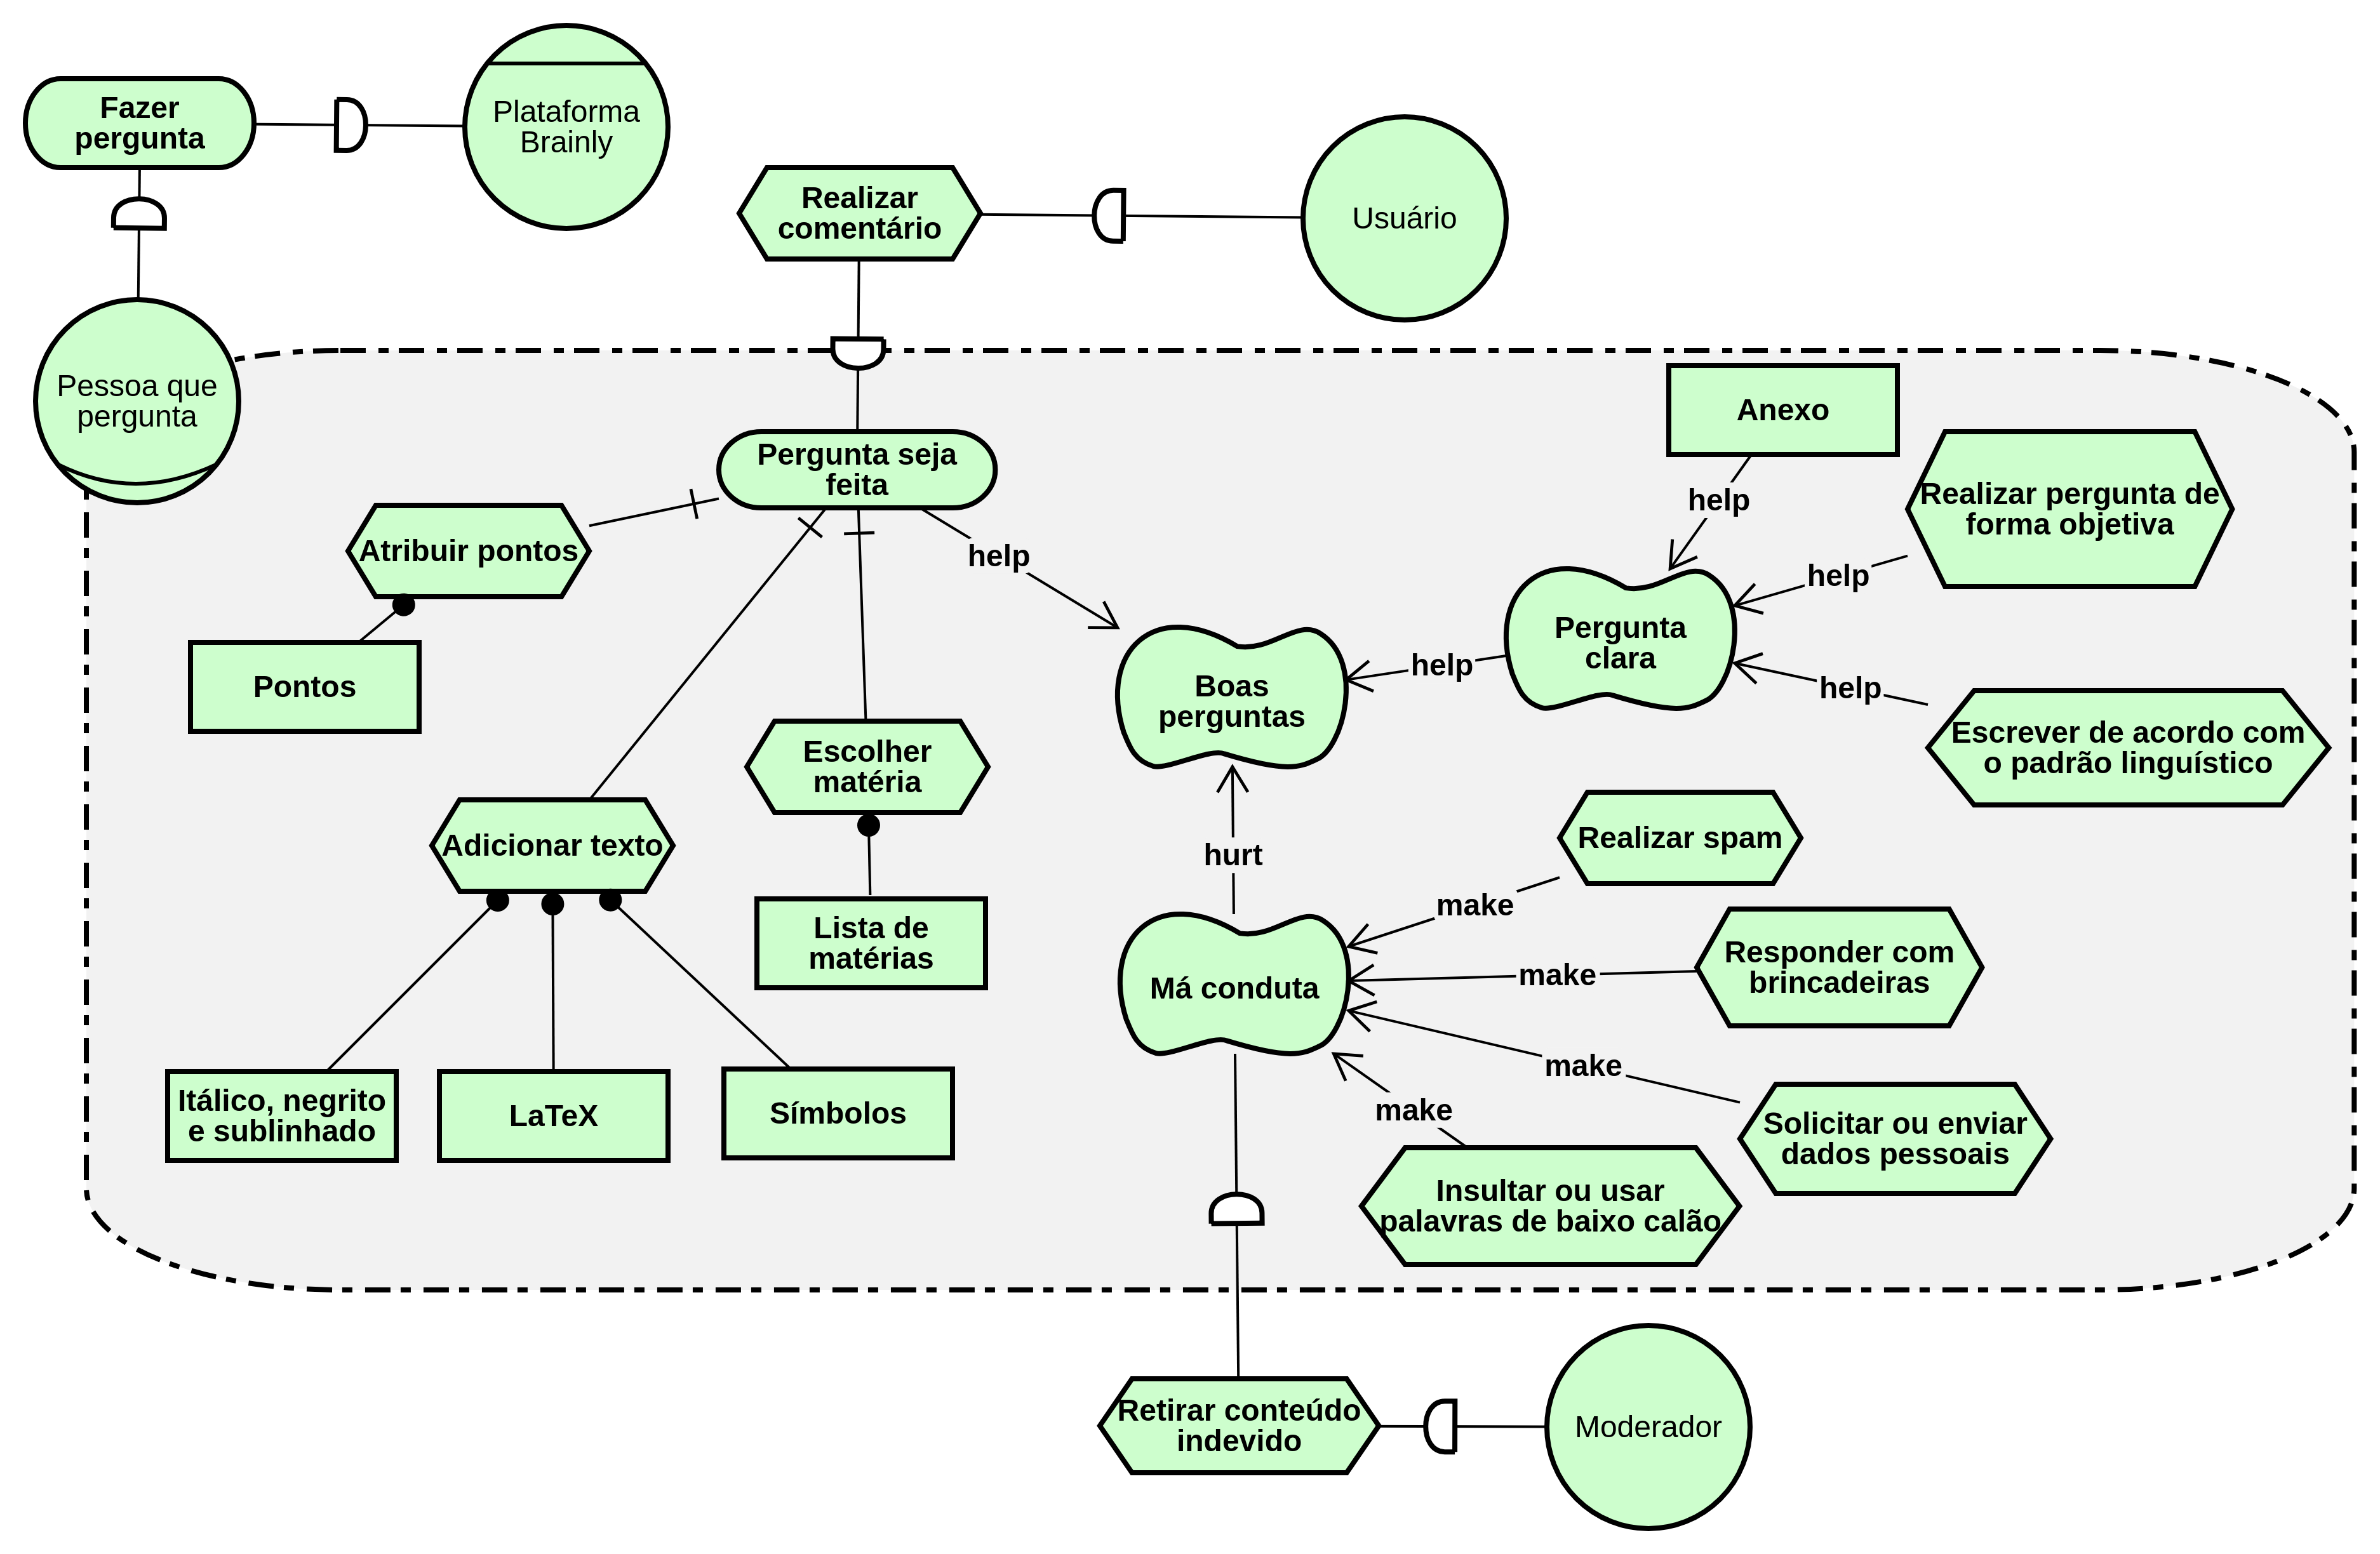 Fazer
pergunta
Plataforma
Brainly
Realizar
comentário
Usuário
Pessoa que
pergunta
Anexo
Pergunta seja
feita
help
Realizar pergunta de
forma objetiva
Atribuir pontos
help
help
Pergunta
clara
help
Pontos
Boas
perguntas
help
Escrever de acordo com
o padrão linguístico
Escolher
matéria
Adicionar texto
hurt
Realizar spam
make
Lista de
matérias
Má conduta
make
Responder com
brincadeiras
make
Itálico, negrito
e sublinhado
LaTeX
Símbolos
make
Solicitar ou enviar
dados pessoais
Insultar ou usar
palavras de baixo calão
Retirar conteúdo
indevido
Moderador